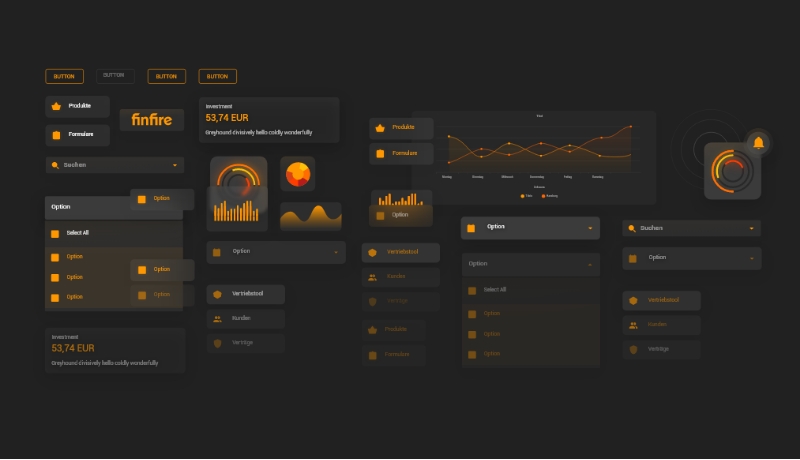 BUTTON
BUTTON
BUTTON
BUTTON
Produkte
Formulare
finfire
Investment
53,74 EUR
Greyhound divisively hello coldly wonderfully
Suchen
Option
Select All
Option
Option
Option
Option
Option
Option
Investment
53,74 EUR
Greyhound divisively hello coldly wonderfully
Option
Vertriebstool
Kunden
Verträge
Produkte
Formulare
Option
Vertriebstool
Kunden
Verträge
Produkte
Formulare
Montag
Dienstag
Mittwoch
Donnerstag
Freitag
Samstag
Option
Option
Select All
Option
Option
Option
Suchen
Option
Vertriebstool
Kunden
Verträge